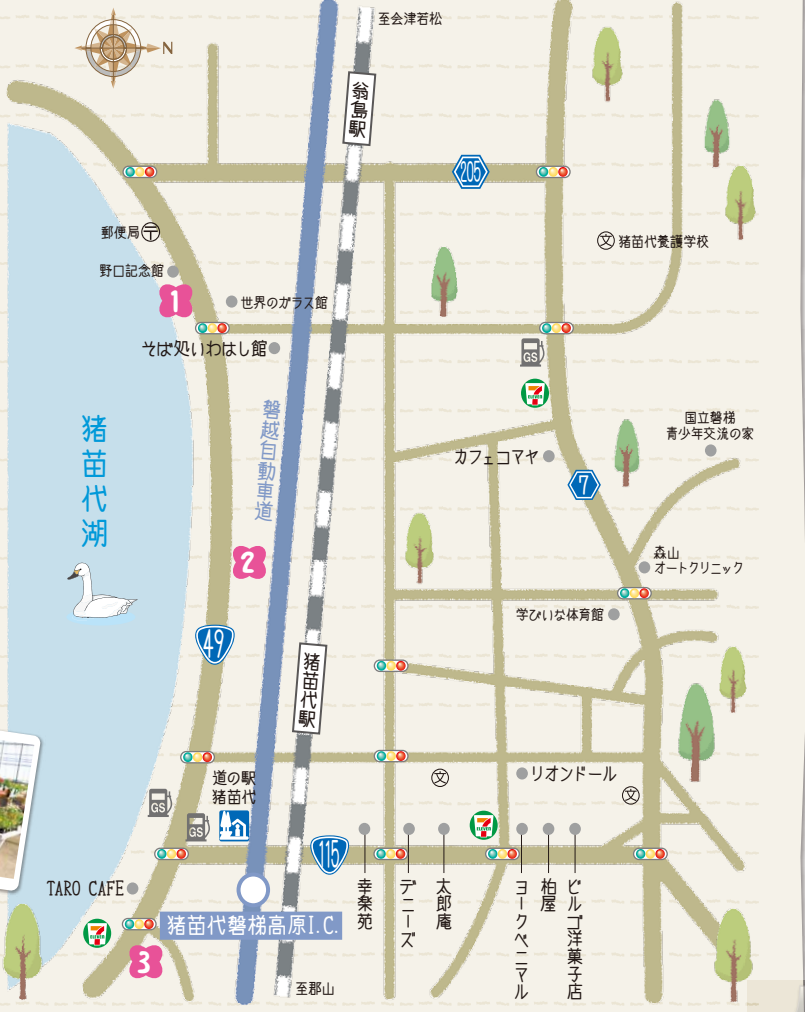 至会津若松
N
翁島駅
205
郵便局
〒
文 猪苗代養護学校
野口記念館
1
世界のガラス館
そば処いわはし館
GS
7
ELEVEN
磐越自動車道
猪苗代湖
国立磐梯
青少年交流の家
カフェコマヤ
7
2
森山
オートクリニック
学びいな体育館
49
猪苗代駅
道の駅
猪苗代
文
リオンドール
文
GS
GS
7
ELEVEN
115
幸楽苑
デニーズ
太郎庵
ヨークベニマル
柏屋
ビルゴ洋菓子店
TARO CAFE
猪苗代磐梯高原I.C.
7
ELEVEN
3
至郡山